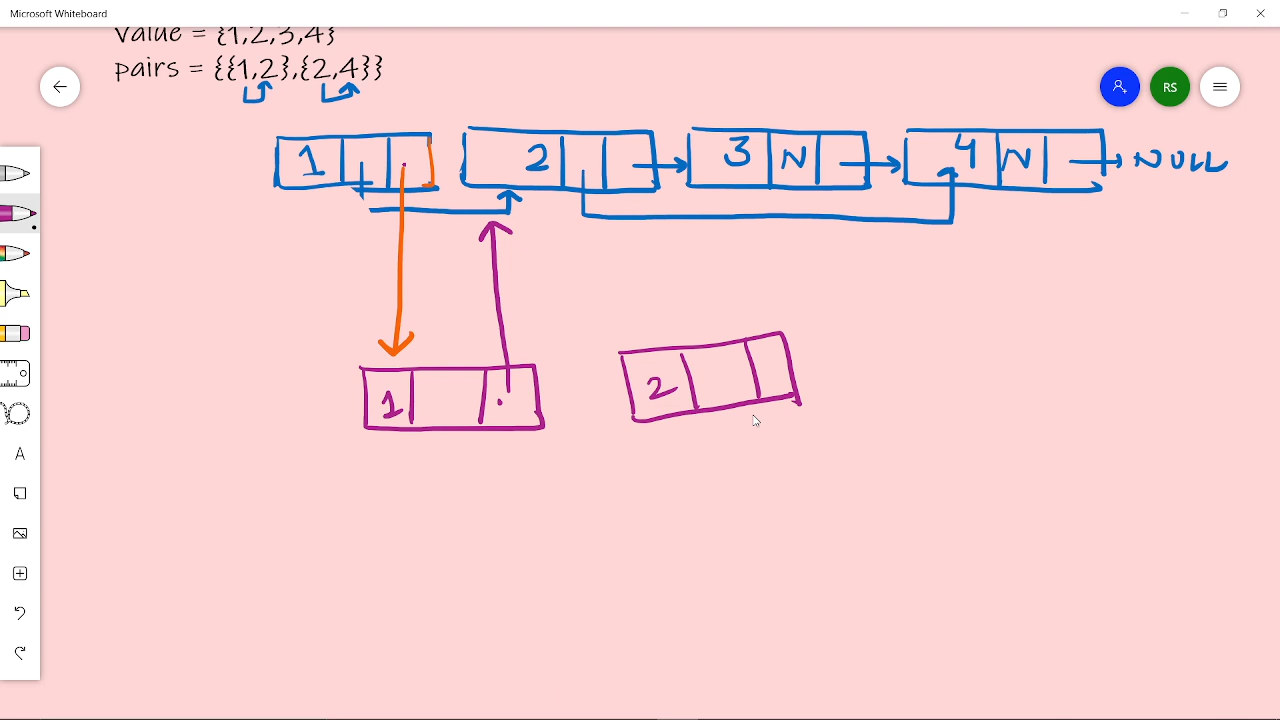 Microsoft Whiteboard
value = {1,2,3,4}
pairs = {{1,2},{2,4}}
RS
1 2 3 N 4 N NULL
1 2
A